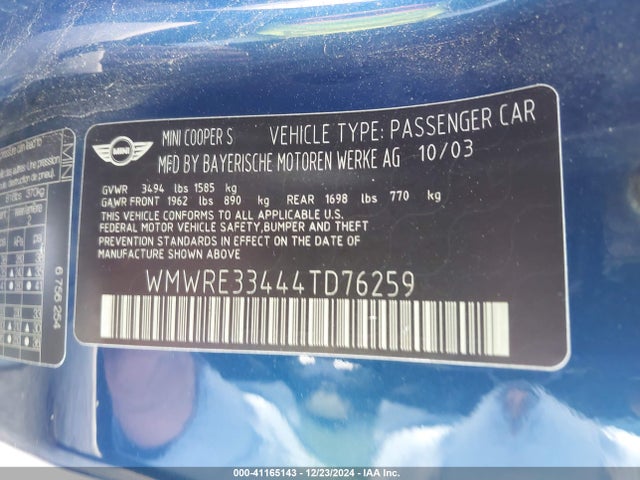 MINI
MINI COOPER S VEHICLE TYPE: PASSENGER CAR
MFD BY BAYERISCHE MOTOREN WERKE AG 10/03
GVWR 3494 lbs 1585 kg
GAWR FRONT 1962 lbs 890 kg REAR 1698 lbs 770 kg
THIS VEHICLE CONFORMS TO ALL APPLICABLE U.S.
FEDERAL MOTOR VEHICLE SAFETY, BUMPER AND THEFT
PREVENTION STANDARDS IN EFFECT ON THE DATE OF
MANUFACTURE SHOWN ABOVE
WMWRE33444TD76259
6 756 254
000-41165143 - 12/23/2024 - IAA Inc.